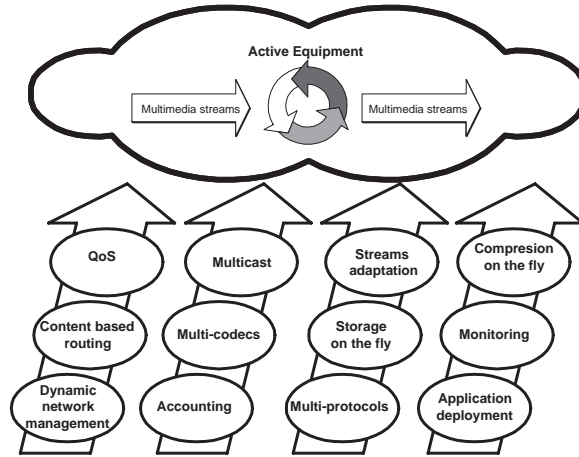 Active Equipment
Multimedia streams
Multimedia streams
QoS
Multicast
Streams
adaptation
Compresion
on the fly
Content based
routing
Multi-codecs
Storage
on the fly
Monitoring
Dynamic
network
management
Accounting
Multi-protocols
Application
deployment